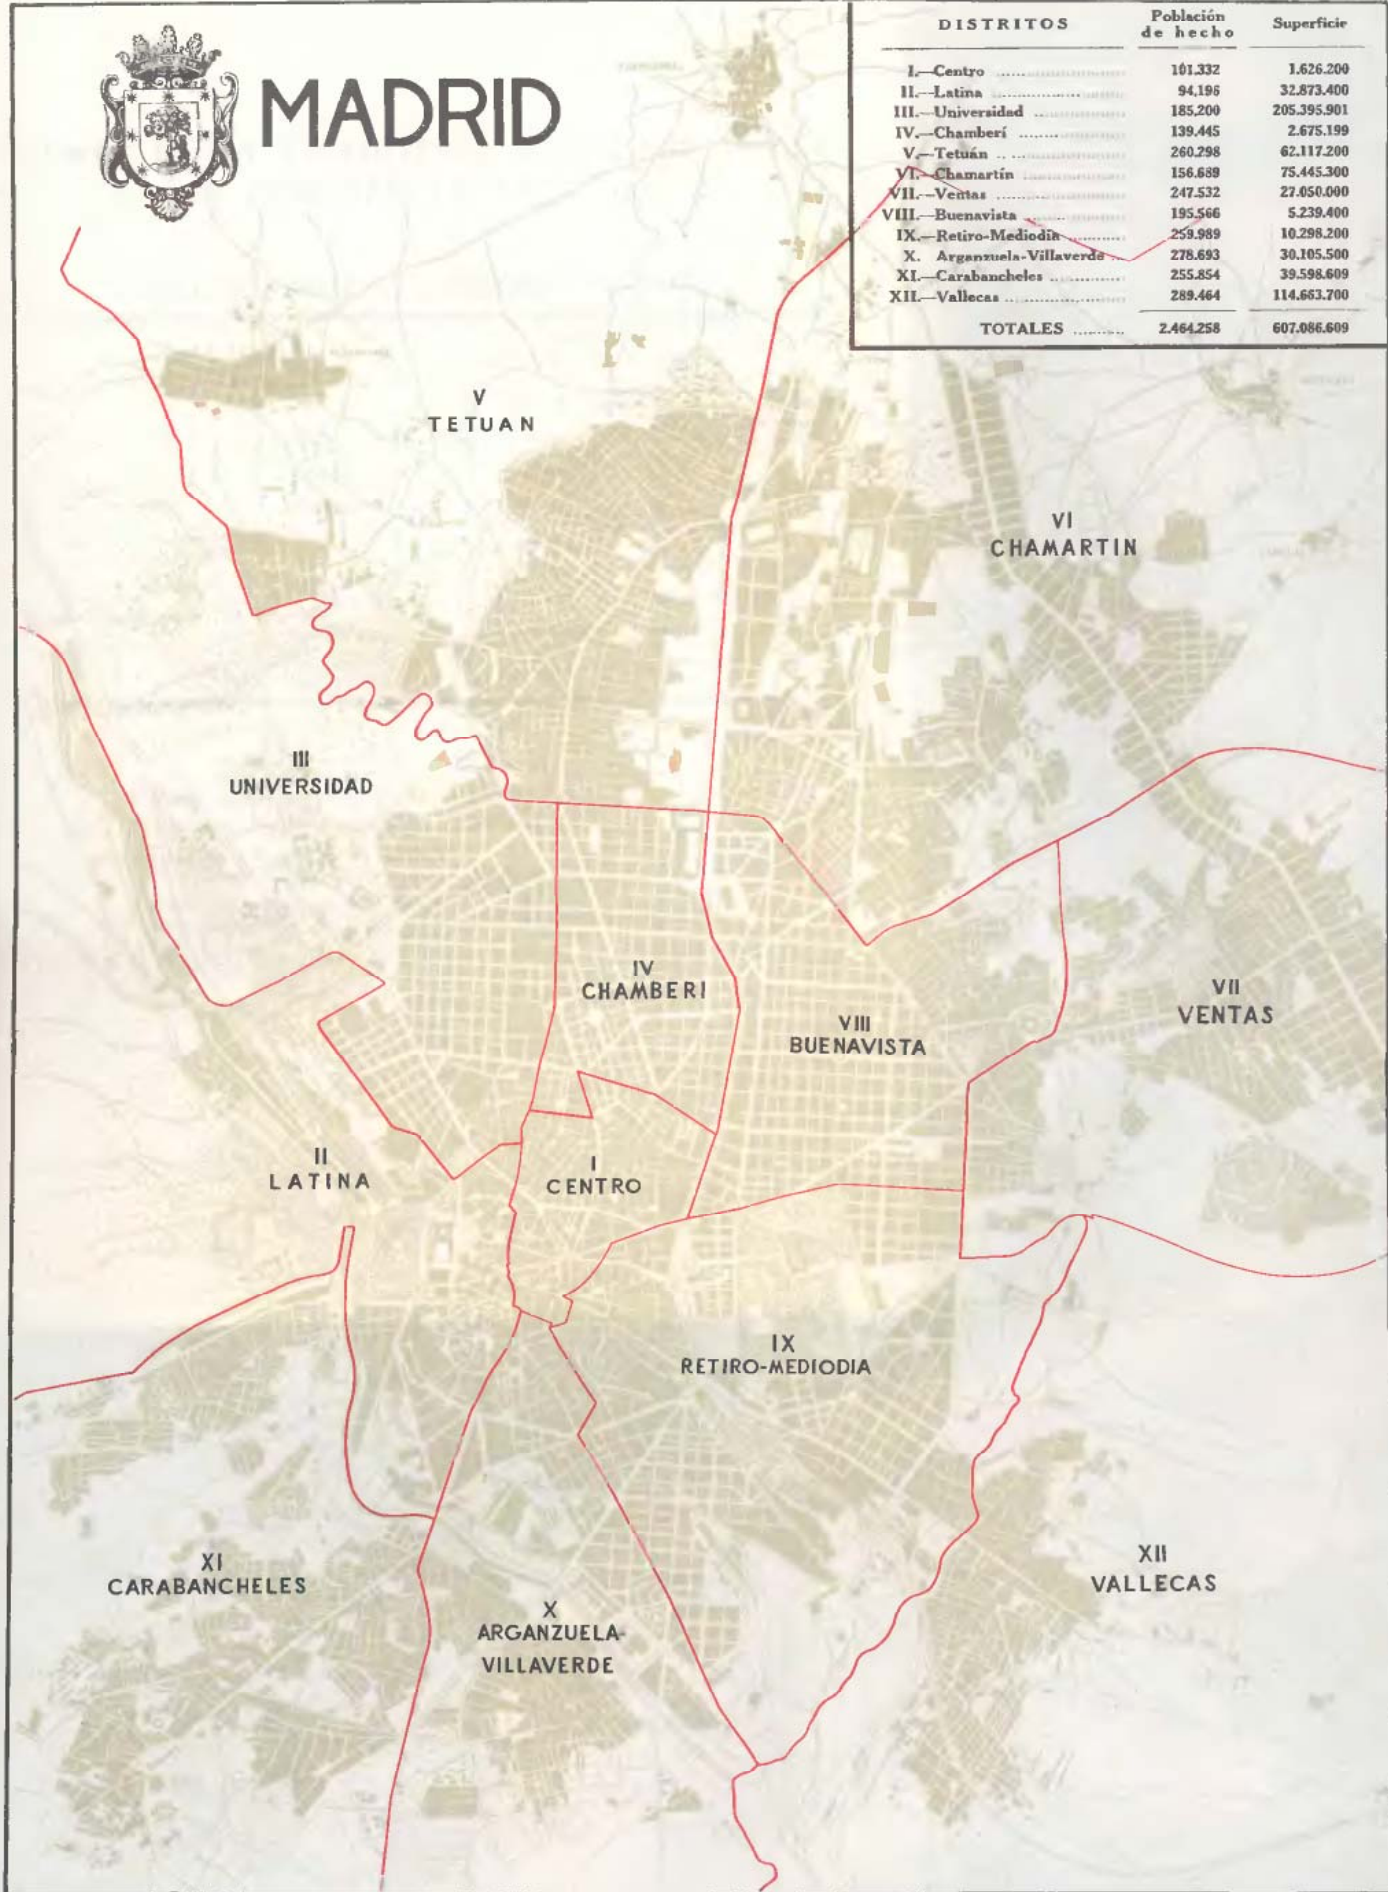 MADRID
DISTRITOS Población de hecho Superficie
I.—Centro 101.332 1.626.200
II.—Latina 94.196 32.873.400
III.—Universidad 185.200 205.395.901
IV.—Chamberí 139.445 2.675.199
V.—Tetuán 260.298 62.117.200
VI.—Chamartín 156.689 75.445.300
VII.—Ventas 247.532 27.050.000
VIII.—Buenavista 195.566 5.239.400
IX.—Retiro-Mediodía 259.989 10.298.200
X. Arganzuela-Villaverde 278.693 30.105.500
XI.—Carabancheles 255.854 39.598.609
XII.—Vallecas 289.464 114.663.700
TOTALES 2.464.258 607.086.609
V
TETUAN
VI
CHAMARTIN
III
UNIVERSIDAD
IV
CHAMBERI
VII
VENTAS
VIII
BUENAVISTA
II
LATINA
I
CENTRO
IX
RETIRO-MEDIODIA
XI
CARABANCHELES
XII
VALLECAS
X
ARGANZUELA-
VILLAVERDE